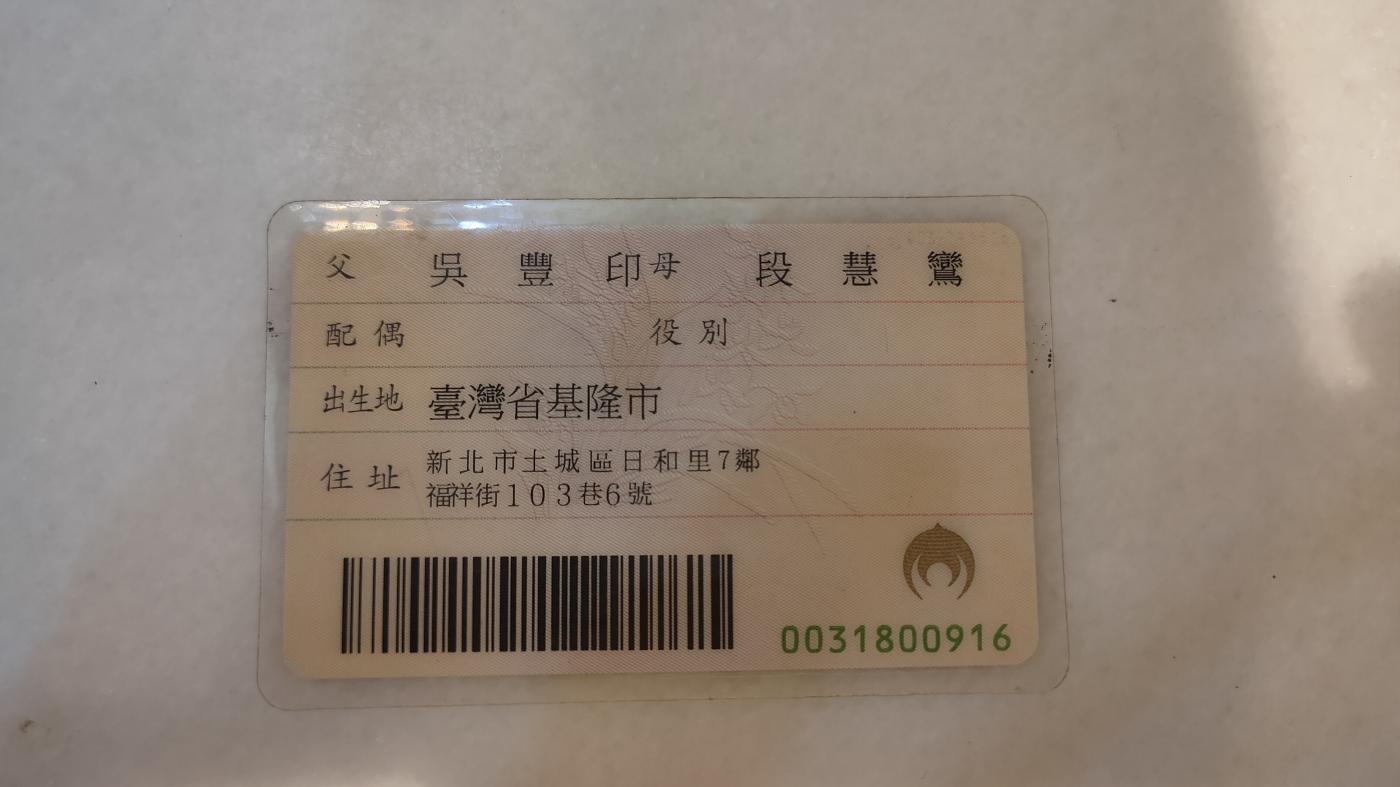 父 吳豐印 母 段慧鸞
配偶 役別
出生地 臺灣省基隆市
住址 新北市土城區日和里7鄰
福祥街103巷6號
0031800916